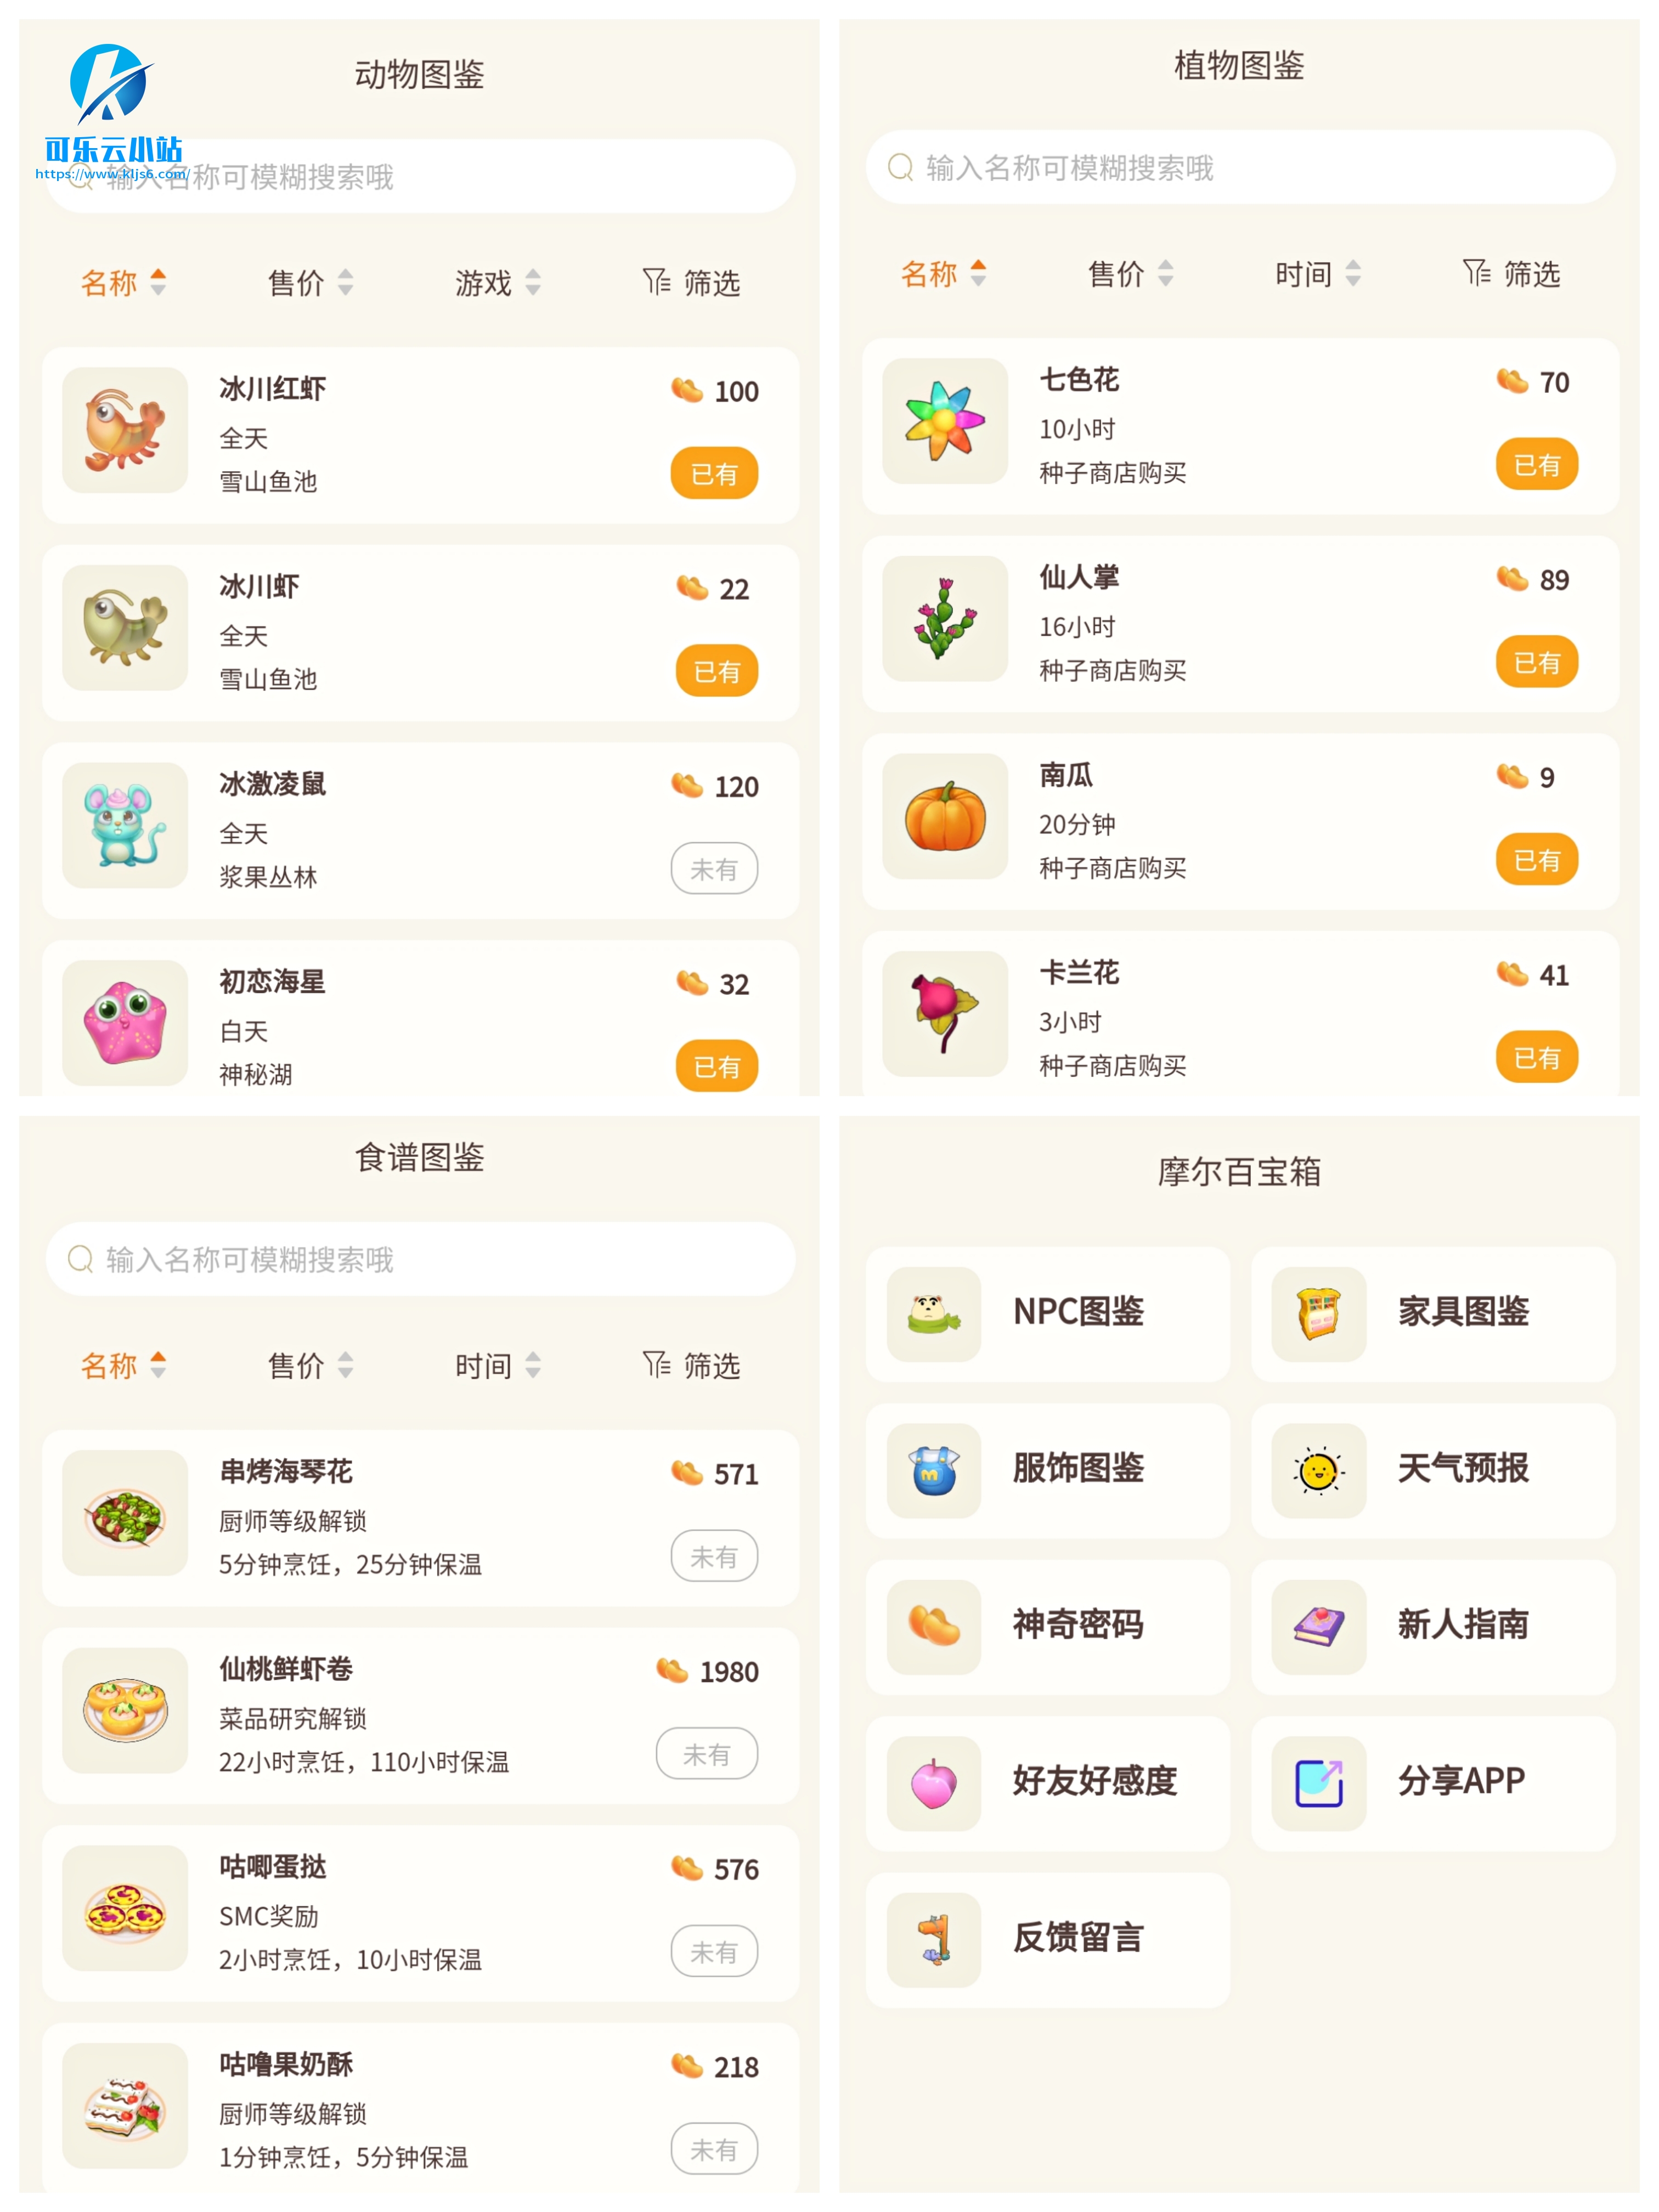 动物图鉴
可乐云小站
https://www.kljs6.com/
输入名称可模糊搜索哦
名称 售价 游戏 筛选
冰川红虾
100
全天
雪山鱼池
已有
冰川虾
22
全天
雪山鱼池
已有
冰激凌鼠
120
全天
浆果丛林
未有
初恋海星
32
白天
神秘湖
已有
植物图鉴
输入名称可模糊搜索哦
名称 售价 时间 筛选
七色花
70
10小时
种子商店购买
已有
仙人掌
89
16小时
种子商店购买
已有
南瓜
9
20分钟
种子商店购买
已有
卡兰花
41
3小时
种子商店购买
已有
食谱图鉴
输入名称可模糊搜索哦
名称 售价 时间 筛选
串烤海琴花
571
厨师等级解锁
5分钟烹饪，25分钟保温
未有
仙桃鲜虾卷
1980
菜品研究解锁
22小时烹饪，110小时保温
未有
咕唧蛋挞
576
SMC奖励
2小时烹饪，10小时保温
未有
咕噜果奶酥
218
厨师等级解锁
1分钟烹饪，5分钟保温
未有
摩尔百宝箱
NPC图鉴
家具图鉴
服饰图鉴
天气预报
神奇密码
新人指南
好友好感度
分享APP
反馈留言